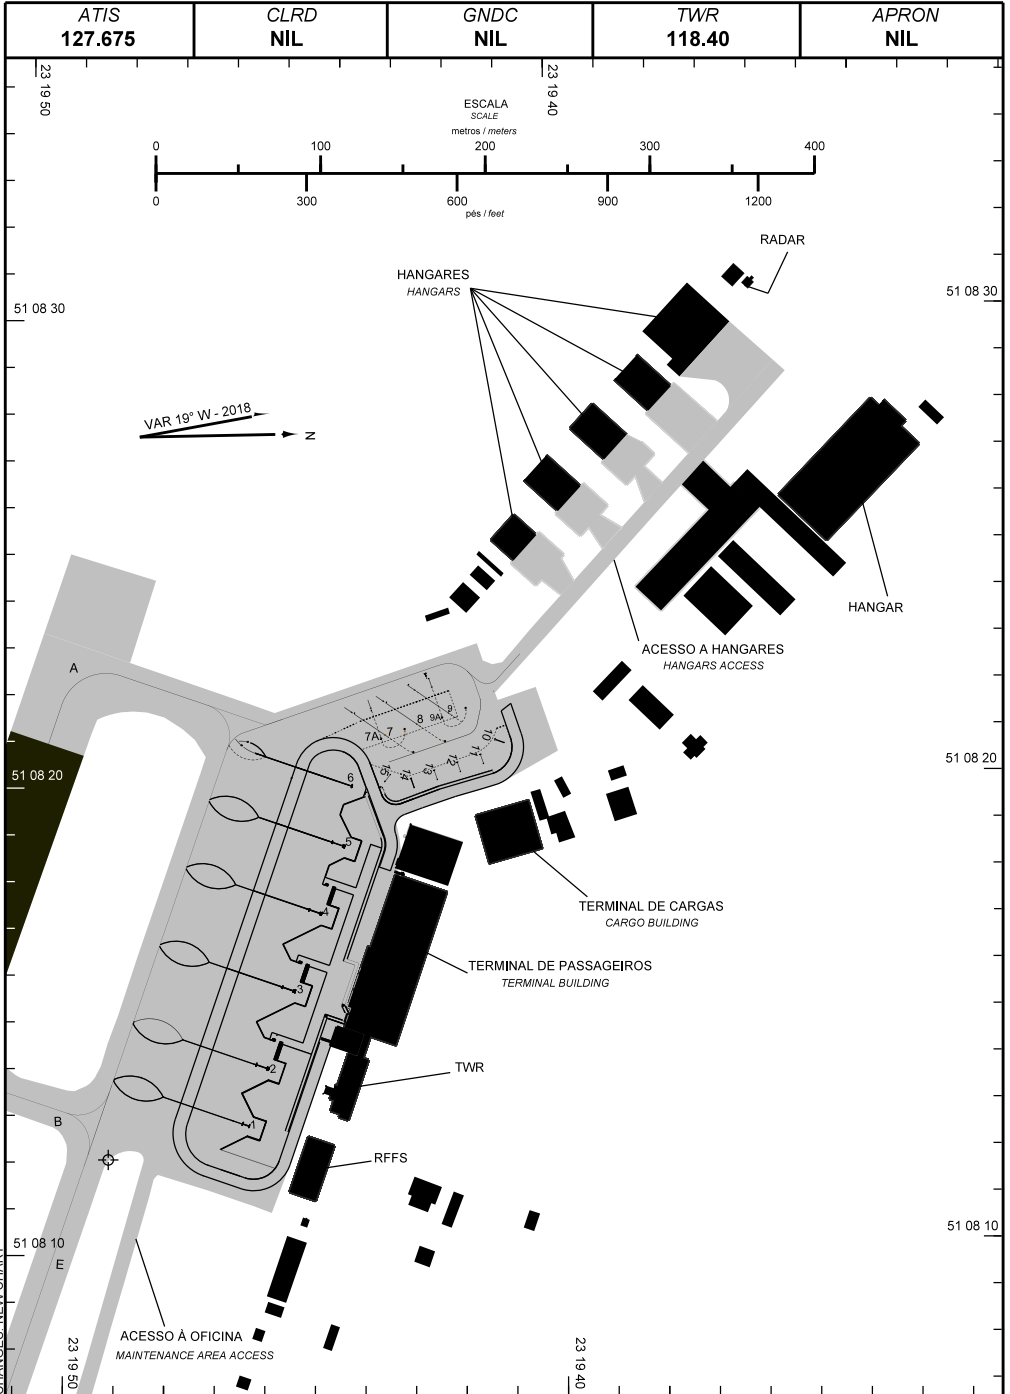 ATIS
127.675
CLRD
NIL
GNDC
NIL
TWR
118.40
APRON
NIL
23 19 50
23 19 40
ESCALA
SCALE
metros / meters
0 100 200 300 400
0 300 600 900 1200
pés / feet
RADAR
HANGARES
HANGARS
51 08 30
51 08 30
VAR 19° W - 2018
N
HANGAR
ACESSO A HANGARES
HANGARS ACCESS
A
7A
7
8
9A
9
10
11
12
13
14
15
51 08 20
51 08 20
6
5
4
3
2
1
TERMINAL DE CARGAS
CARGO BUILDING
TERMINAL DE PASSAGEIROS
TERMINAL BUILDING
TWR
B
RFFS
51 08 10
51 08 10
E
ACESSO À OFICINA
MAINTENANCE AREA ACCESS
23 19 50
23 19 40